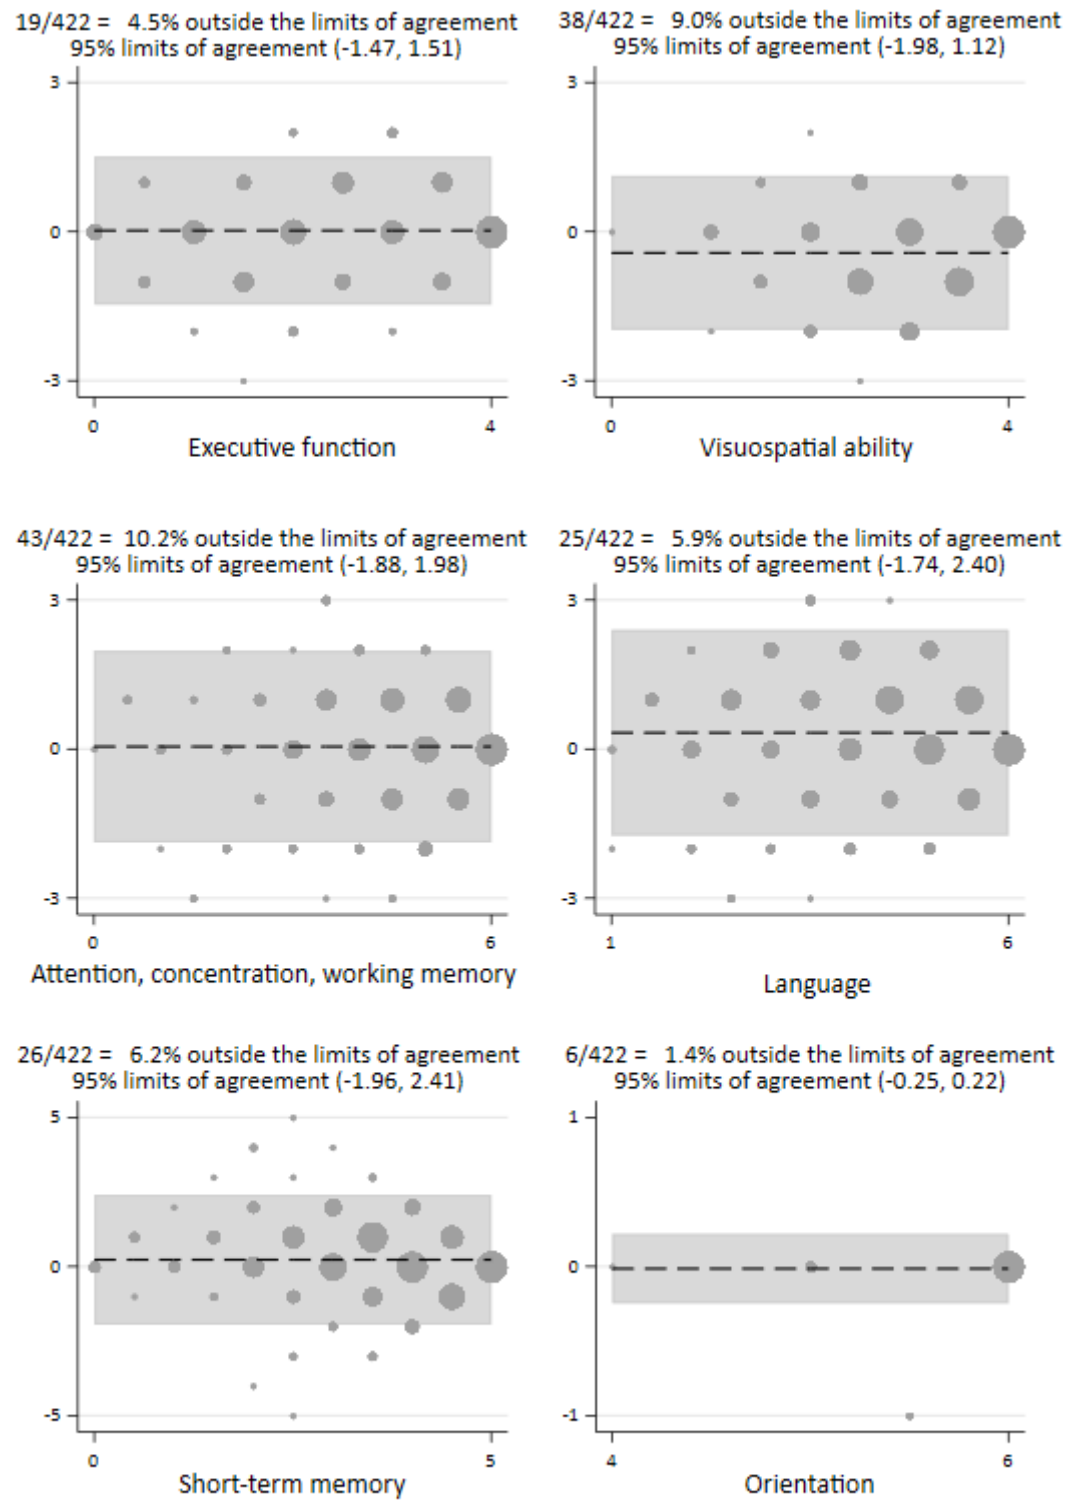 19/422 = 4.5% outside the limits of agreement
95% limits of agreement (-1.47, 1.51)
3
0
-3
0 4
Executive function
38/422 = 9.0% outside the limits of agreement
95% limits of agreement (-1.98, 1.12)
3
0
-3
0 4
Visuospatial ability
43/422 = 10.2% outside the limits of agreement
95% limits of agreement (-1.88, 1.98)
3
0
-3
0 6
Attention, concentration, working memory
25/422 = 5.9% outside the limits of agreement
95% limits of agreement (-1.74, 2.40)
3
0
-3
1 6
Language
26/422 = 6.2% outside the limits of agreement
95% limits of agreement (-1.96, 2.41)
5
0
-5
0 5
Short-term memory
6/422 = 1.4% outside the limits of agreement
95% limits of agreement (-0.25, 0.22)
1
0
-1
4 6
Orientation